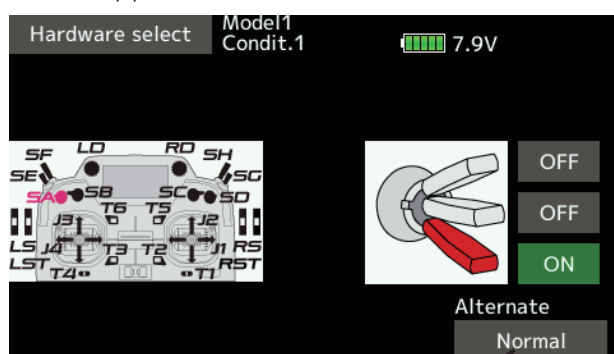 Hardware select
Model1
Condit.1
7.9V
SF LD RD SH
SE SG
SA SB SC SD
T6 T5
J3 J2
LS J4 T3 T2 J1 RS
LST RST
T4 T1
OFF
OFF
ON
Alternate
Normal